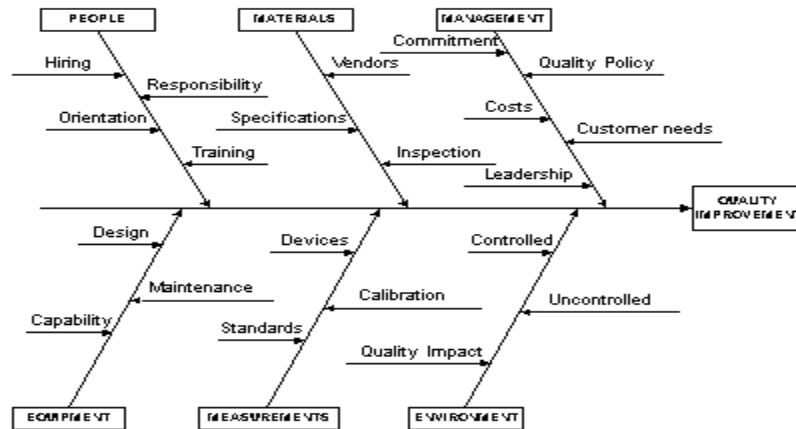 PEOPLE
MATERIALS
MANAGEMENT
Commitment
Hiring
Vendors
Quality Policy
Responsibility
Costs
Orientation
Specifications
Customer needs
Training
Inspection
Leadership
QUALITY
IMPROVEMENT
Design
Devices
Controlled
Maintenance
Calibration
Uncontrolled
Capability
Standards
Quality Impact
EQUIPMENT
MEASUREMENTS
ENVIRONMENT